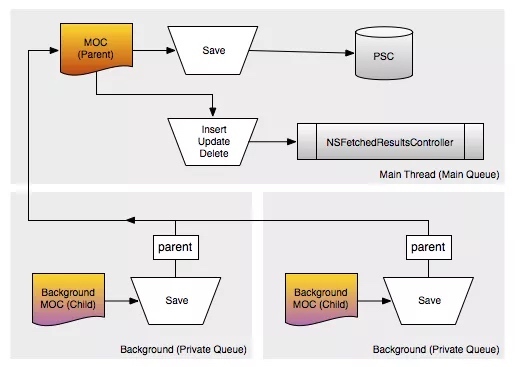 MOC
(Parent)
Save
PSC
Insert
Update
Delete
NSFetchedResultsController
Main Thread (Main Queue)
parent
parent
Background
MOC (Child)
Save
Background
MOC (Child)
Save
Background (Private Queue)
Background (Private Queue)